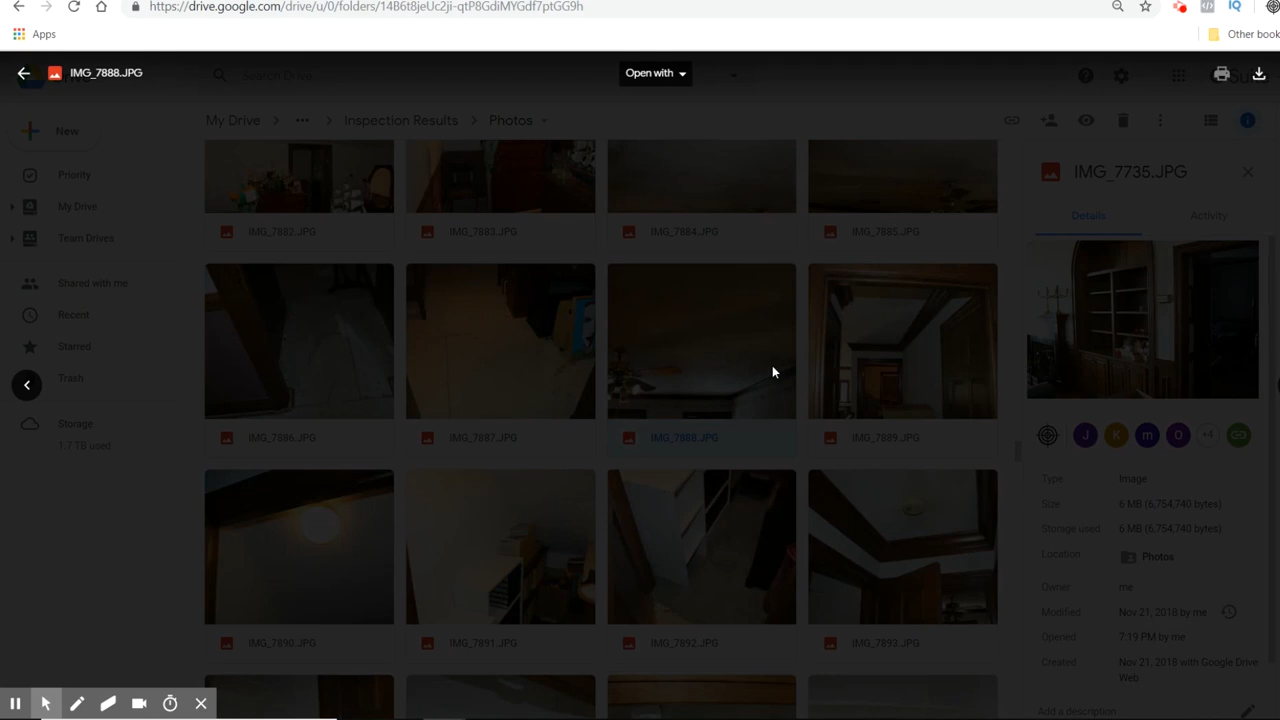 https://drive.google.com/drive/u/0/folders/14B6t8jeUc2ji-qtP8GdiMYGdf7ptGG9h
Apps
Other book
IMG_7888.JPG
Open with
Search Drive
New
My Drive
Inspection Results
Photos
Priority
My Drive
Team Drives
Shared with me
Recent
Starred
Trash
Storage
1.7 TB used
IMG_7882.JPG
IMG_7883.JPG
IMG_7884.JPG
IMG_7885.JPG
IMG_7886.JPG
IMG_7887.JPG
IMG_7888.JPG
IMG_7889.JPG
IMG_7890.JPG
IMG_7891.JPG
IMG_7892.JPG
IMG_7893.JPG
IMG_7735.JPG
Details
Activity
J
K
m
O
+4
Type
Image
Size
6 MB (6,754,740 bytes)
Storage used
6 MB (6,754,740 bytes)
Location
Photos
Owner
me
Modified
Nov 21, 2018 by me
Opened
7:19 PM by me
Created
Nov 21, 2018 with Google Drive
Web
Add a description